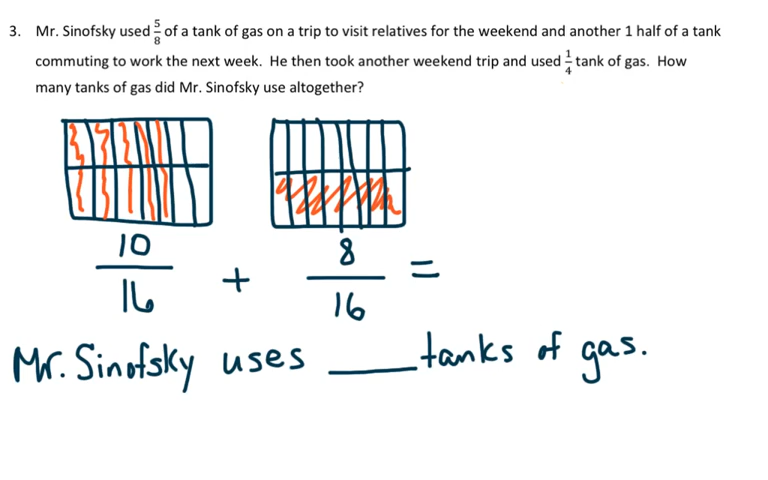 3. Mr. Sinofsky used 5/8 of a tank of gas on a trip to visit relatives for the weekend and another 1 half of a tank
commuting to work the next week. He then took another weekend trip and used 1/4 tank of gas. How
many tanks of gas did Mr. Sinofsky use altogether?
10/16 + 8/16 =
Mr. Sinofsky uses ____ tanks of gas.